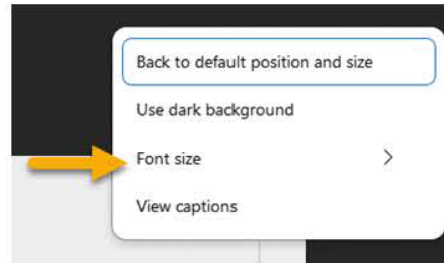 Back to default position and size
Use dark background
Font size
View captions